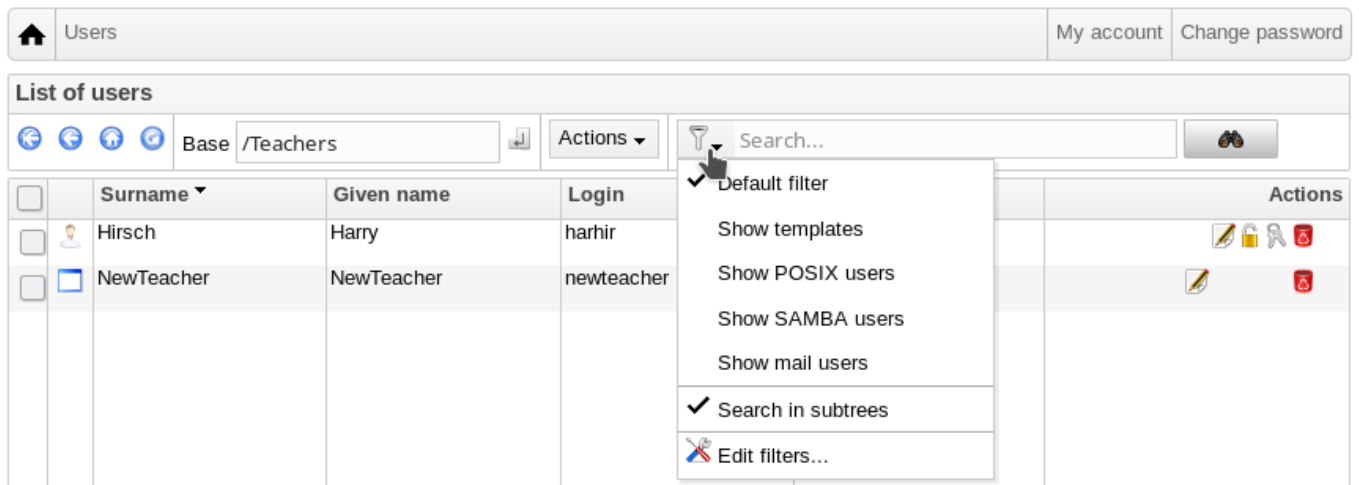 Users My account Change password
List of users
Base /Teachers Actions Search...
Surname Given name Login Actions
Hirsch Harry harhir
NewTeacher NewTeacher newteacher
Default filter
Show templates
Show POSIX users
Show SAMBA users
Show mail users
Search in subtrees
Edit filters...